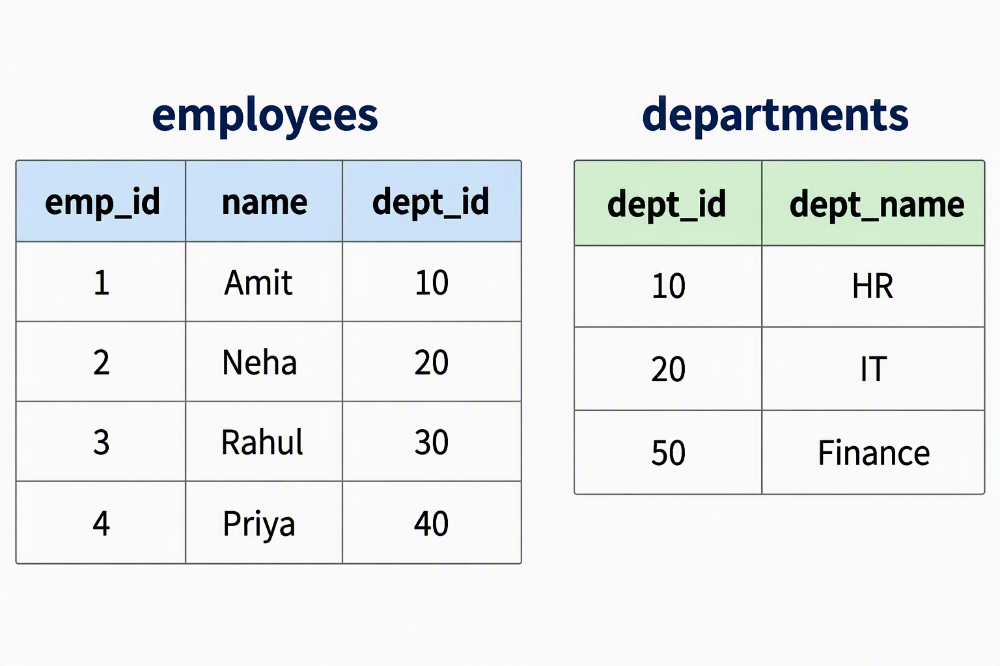 employees
emp_id name dept_id
1 Amit 10
2 Neha 20
3 Rahul 30
4 Priya 40
departments
dept_id dept_name
10 HR
20 IT
50 Finance